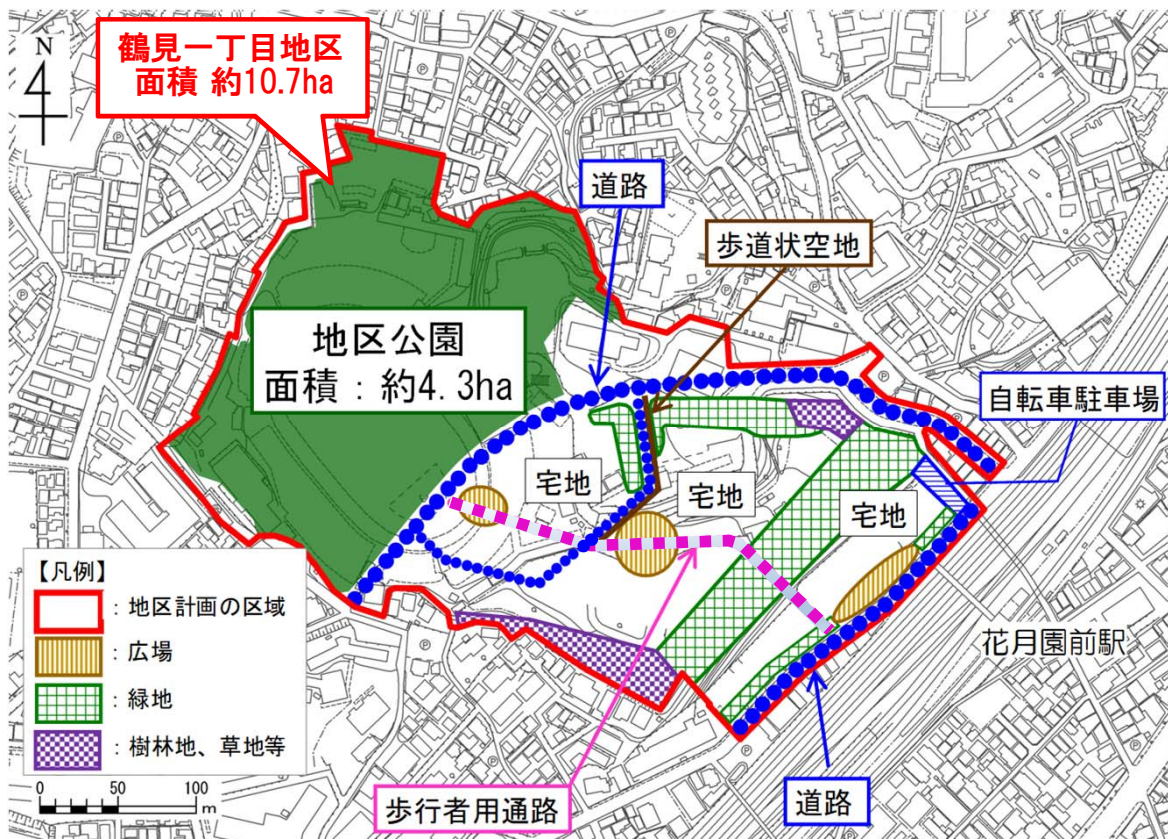 N
鶴見一丁目地区
面積 約10.7ha
道路
歩道状空地
地区公園
面積：約4.3ha
自転車駐車場
宅地
宅地
宅地
【凡例】
：地区計画の区域
：広場
：緑地
：樹林地、草地等
花月園前駅
0 50 100
m
歩行者用通路
道路